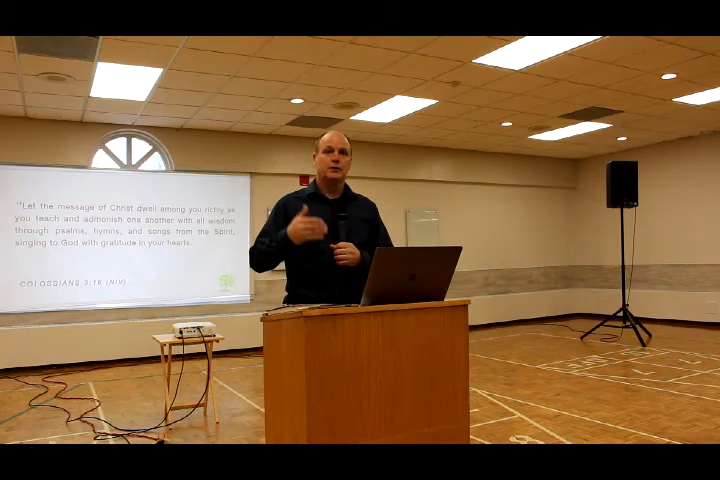 ¹⁶Let the message of Christ dwell among you richly as
you teach and admonish one another with all wisdom
through psalms, hymns, and songs from the Spirit,
singing to God with gratitude in your hearts.
COLOSSIANS 3:16 (NIV)